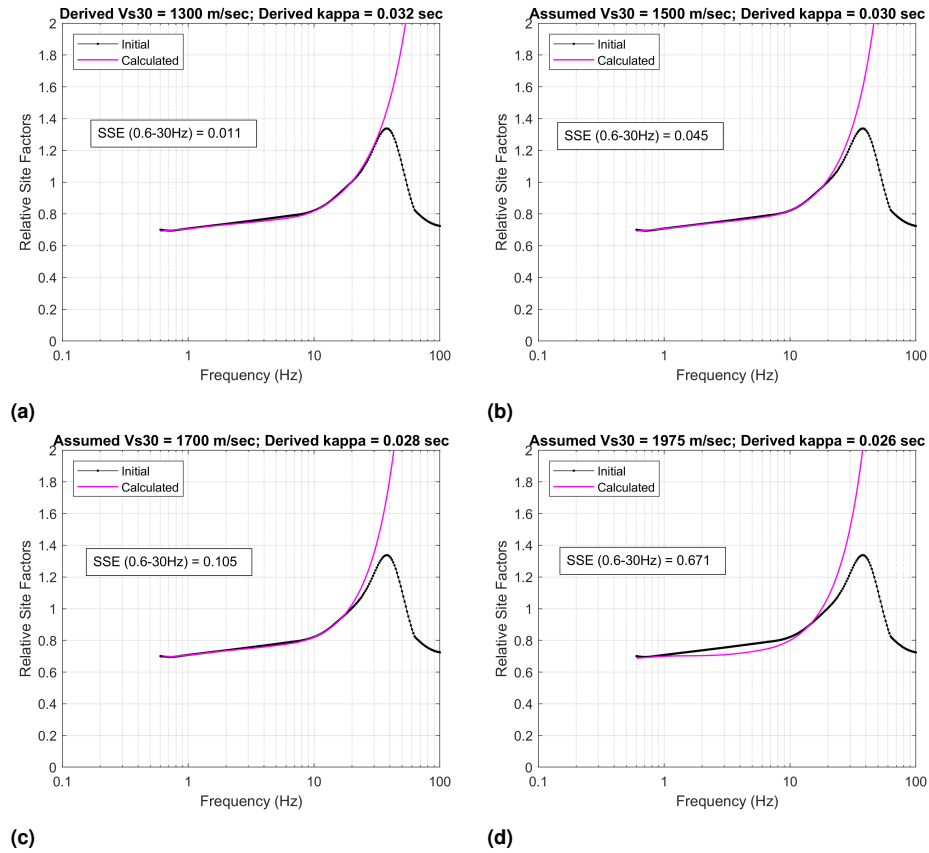 Derived Vs30 = 1300 m/sec; Derived kappa = 0.032 sec
Initial
Calculated
SSE (0.6-30Hz) = 0.011
Relative Site Factors
2
1.8
1.6
1.4
1.2
1
0.8
0.6
0.4
0.2
0
0.1
1
10
100
Frequency (Hz)
(a)
Assumed Vs30 = 1500 m/sec; Derived kappa = 0.030 sec
Initial
Calculated
SSE (0.6-30Hz) = 0.045
Relative Site Factors
2
1.8
1.6
1.4
1.2
1
0.8
0.6
0.4
0.2
0
0.1
1
10
100
Frequency (Hz)
(b)
Assumed Vs30 = 1700 m/sec; Derived kappa = 0.028 sec
Initial
Calculated
SSE (0.6-30Hz) = 0.105
Relative Site Factors
2
1.8
1.6
1.4
1.2
1
0.8
0.6
0.4
0.2
0
0.1
1
10
100
Frequency (Hz)
(c)
Assumed Vs30 = 1975 m/sec; Derived kappa = 0.026 sec
Initial
Calculated
SSE (0.6-30Hz) = 0.671
Relative Site Factors
2
1.8
1.6
1.4
1.2
1
0.8
0.6
0.4
0.2
0
0.1
1
10
100
Frequency (Hz)
(d)